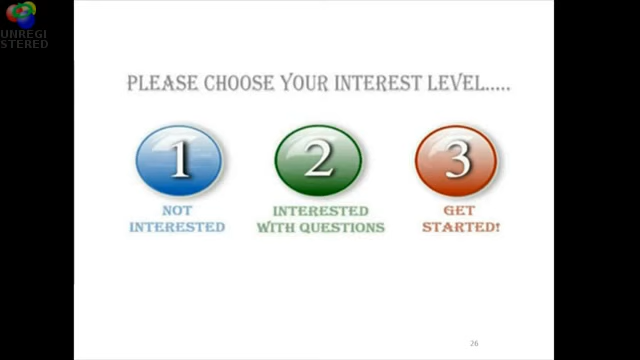 UNREGI
STERED
PLEASE CHOOSE YOUR INTEREST LEVEL.....
1 2 3
NOT INTERESTED
INTERESTED WITH QUESTIONS
GET STARTED!
26